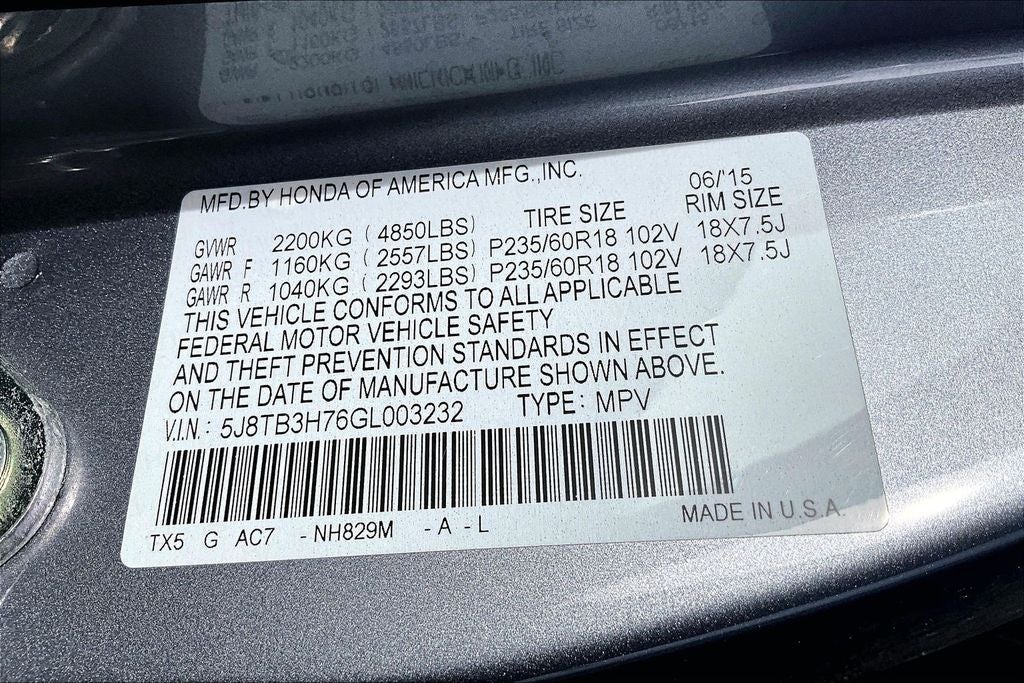 MFD.BY HONDA OF AMERICA MFG.,INC. 06/'15
TIRE SIZE RIM SIZE
GVWR 2200KG ( 4850LBS)
GAWR F 1160KG ( 2557LBS) P235/60R18 102V 18X7.5J
GAWR R 1040KG ( 2293LBS) P235/60R18 102V 18X7.5J
THIS VEHICLE CONFORMS TO ALL APPLICABLE
FEDERAL MOTOR VEHICLE SAFETY
AND THEFT PREVENTION STANDARDS IN EFFECT
ON THE DATE OF MANUFACTURE SHOWN ABOVE.
V.I.N.: 5J8TB3H76GL003232 TYPE: MPV
TX5 G AC7 -NH829M -A -L MADE IN U.S.A.